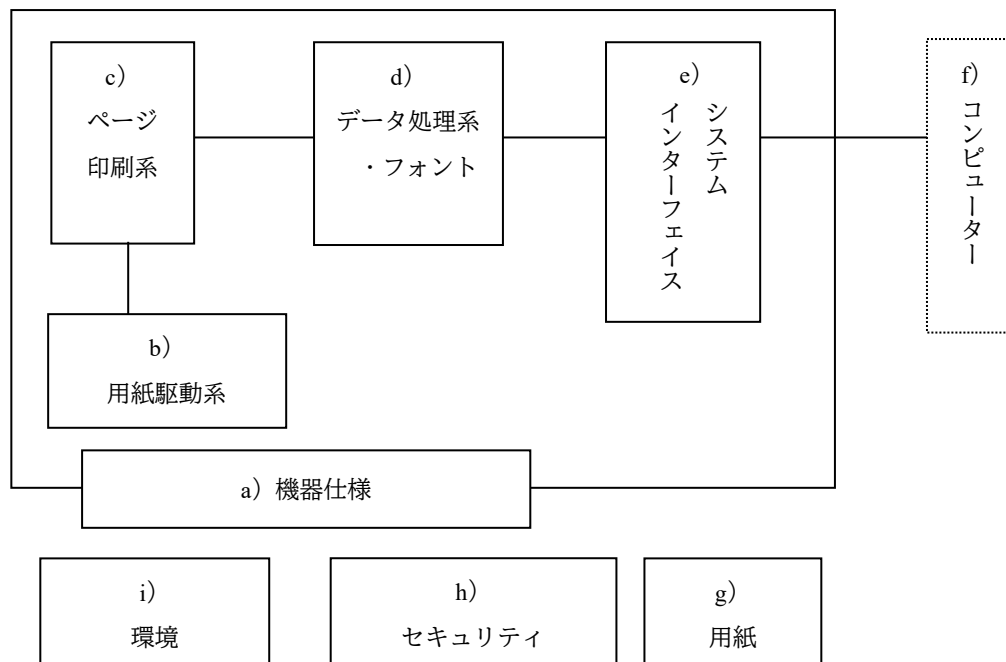 c）
ページ
印刷系
d）
データ処理系
・フォント
e）
システム
インターフェイス
f）
コンピューター
b）
用紙駆動系
a）機器仕様
i）
環境
h）
セキュリティ
g）
用紙